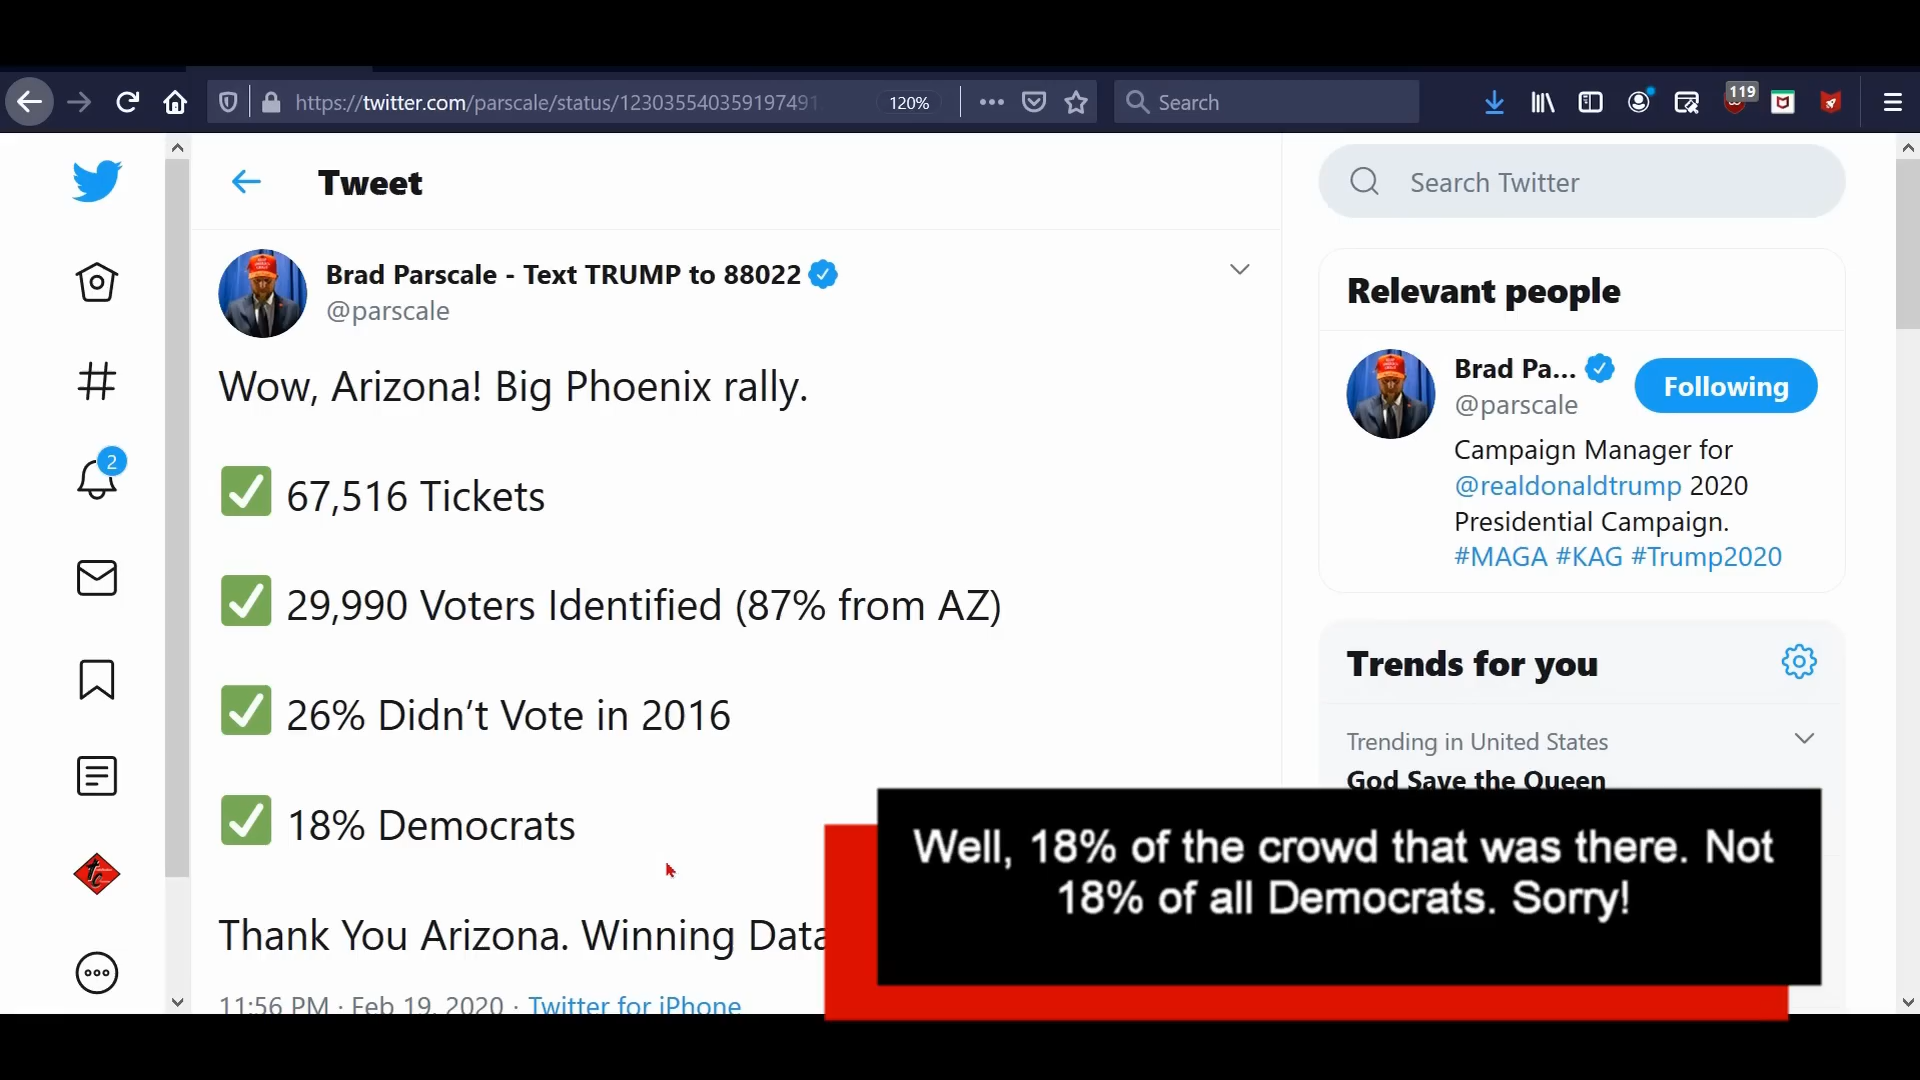 https://twitter.com/parscale/status/1230355403591974912
120%
Search
119
Tweet
Search Twitter
Brad Parscale - Text TRUMP to 88022
@parscale
Wow, Arizona! Big Phoenix rally.
67,516 Tickets
29,990 Voters Identified (87% from AZ)
26% Didn’t Vote in 2016
18% Democrats
Thank You Arizona. Winning Data
11:56 PM · Feb 19, 2020 · Twitter for iPhone
2
Relevant people
Brad Pa...
@parscale
Following
Campaign Manager for
@realdonaldtrump 2020
Presidential Campaign.
#MAGA #KAG #Trump2020
Trends for you
Trending in United States
God Save the Queen
Well, 18% of the crowd that was there. Not
18% of all Democrats. Sorry!